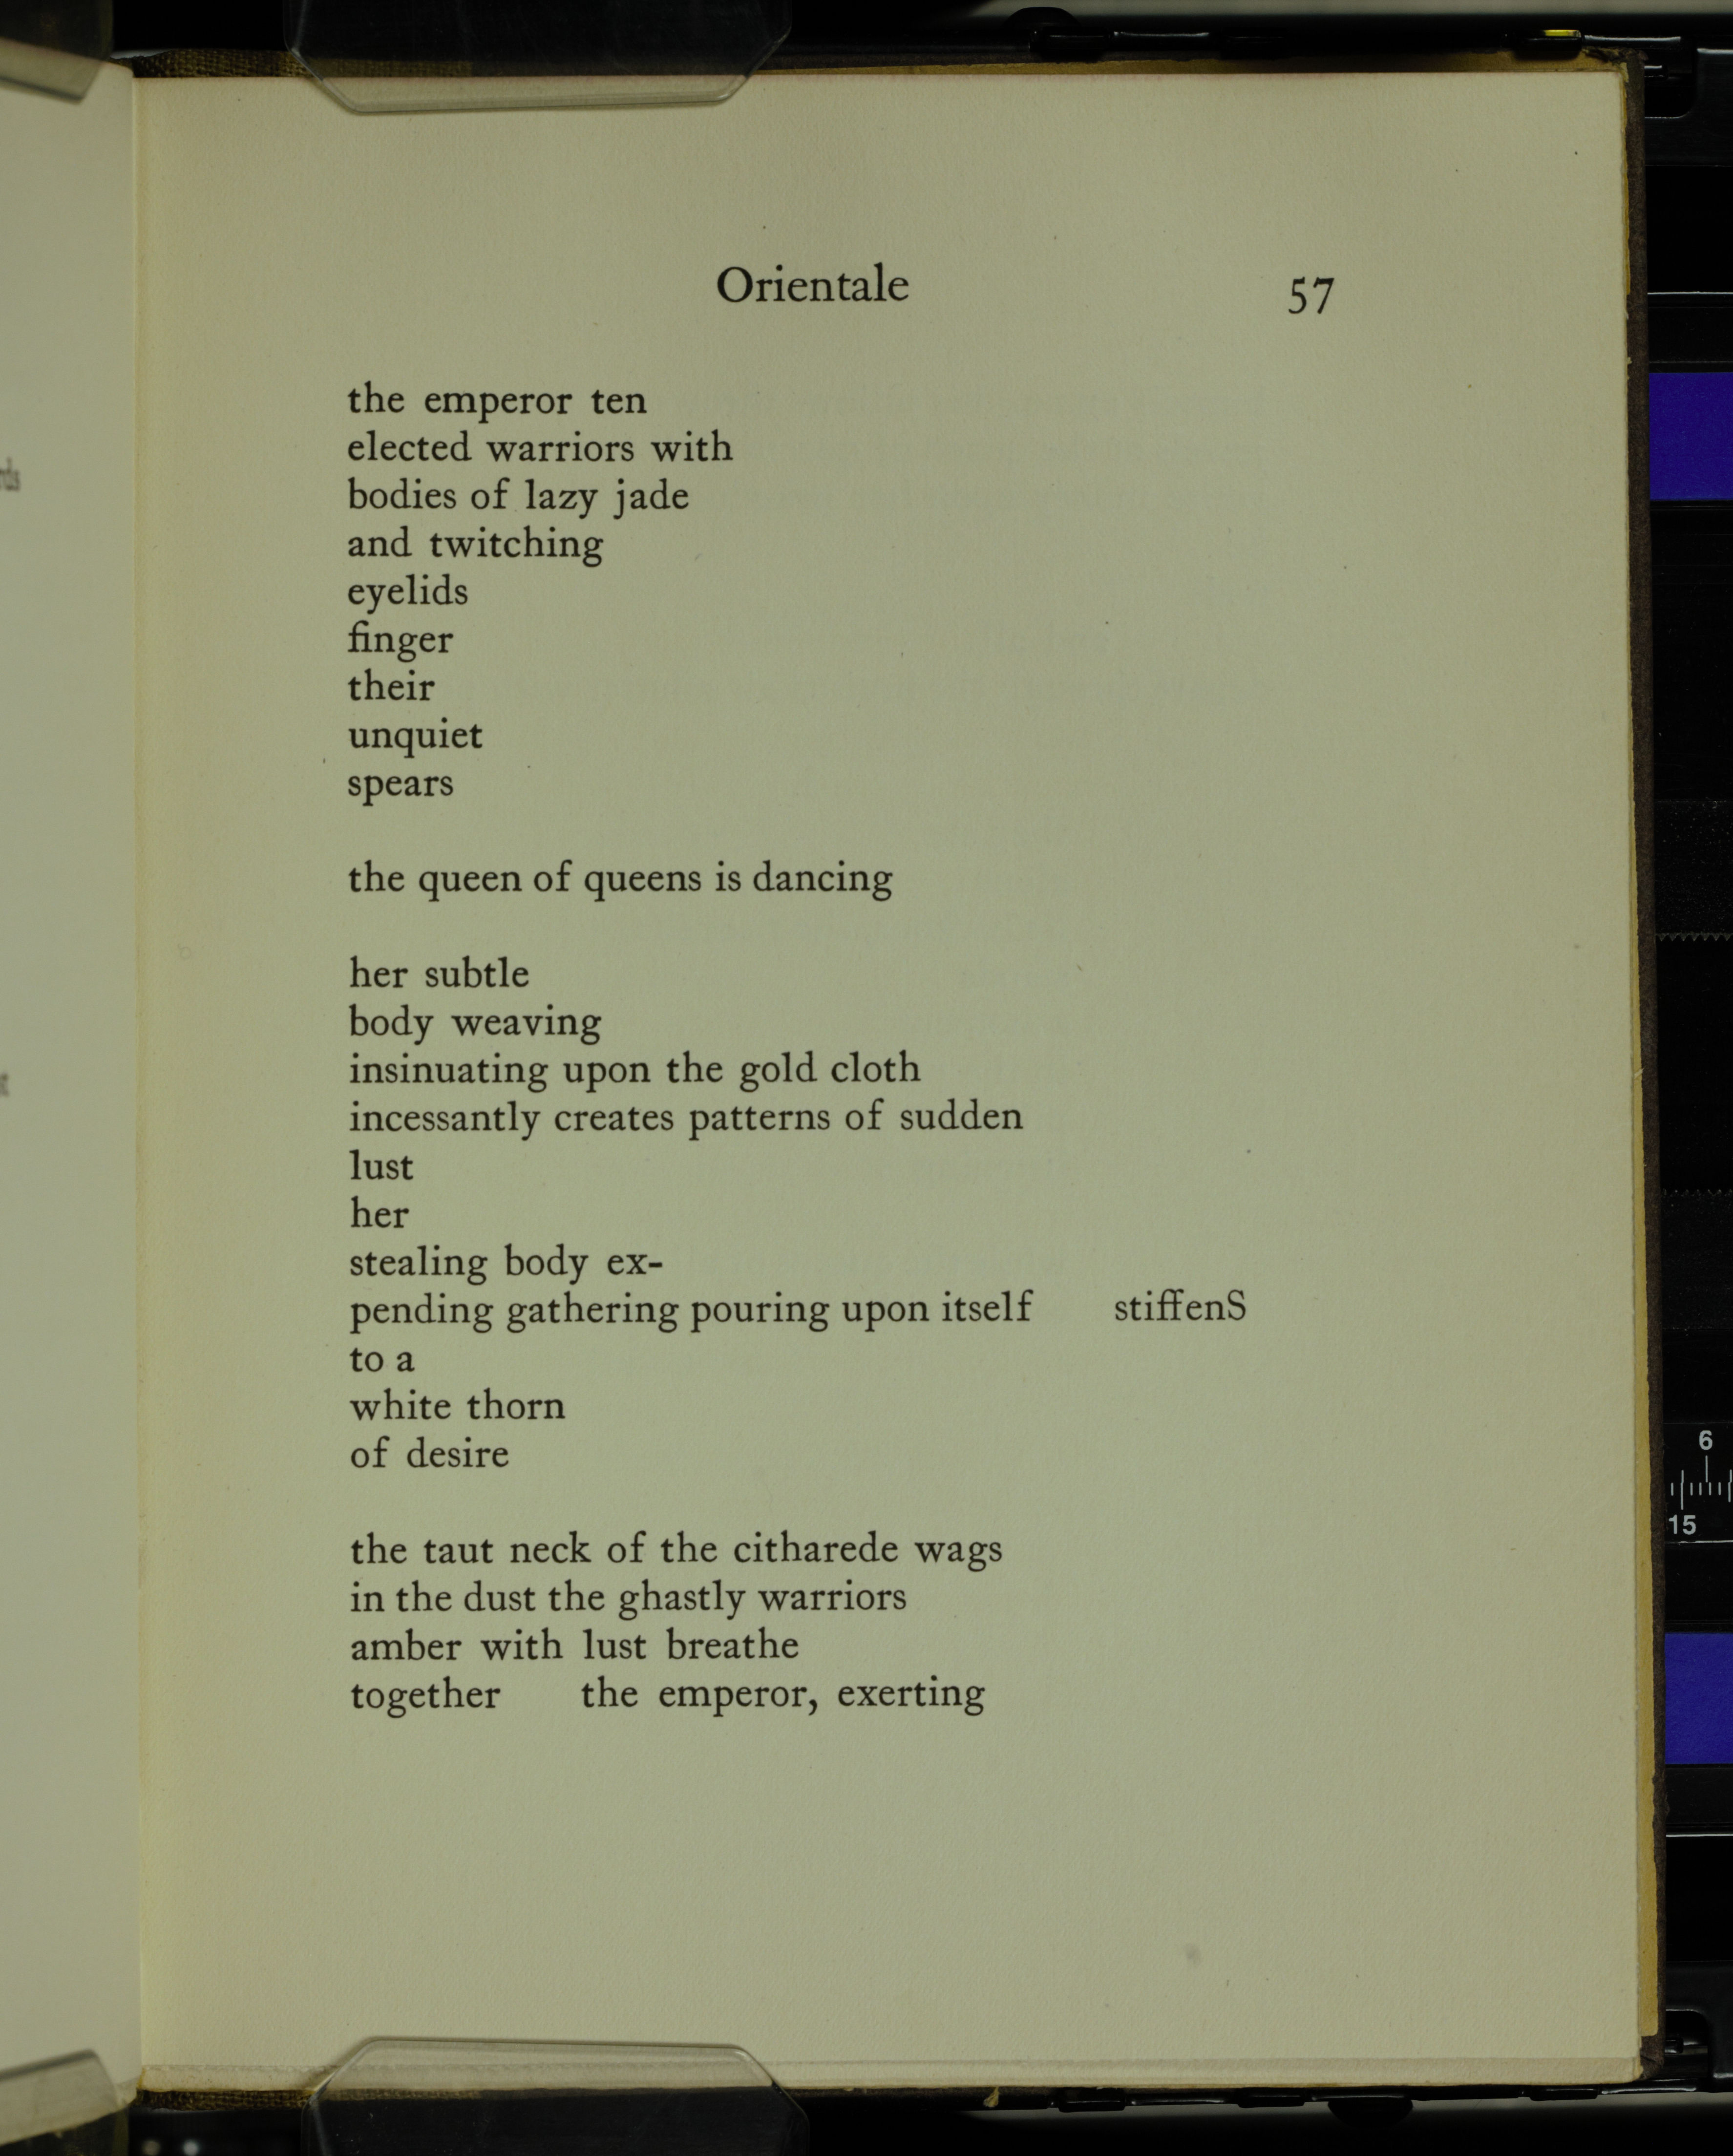 Orientale 57
the emperor ten
elected warriors with
bodies of lazy jade
and twitching
eyelids
finger
their
unquiet
spears
the queen of queens is dancing
her subtle
body weaving
insinuating upon the gold cloth
incessantly creates patterns of sudden
lust
her
stealing body ex-
pending gathering pouring upon itself stiffenS
to a
white thorn
of desire
the taut neck of the citharede wags
in the dust the ghastly warriors
amber with lust breathe
together the emperor, exerting
6
15